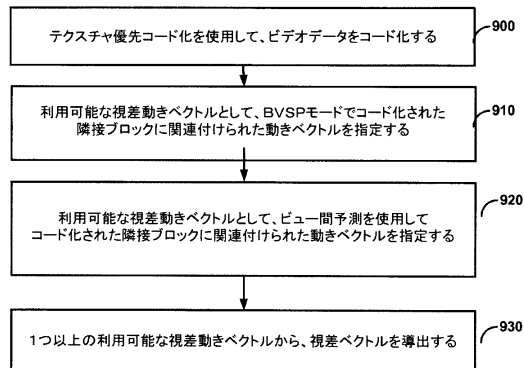 テクスチャ優先コード化を使用して、ビデオデータをコード化する
900
利用可能な視差動きベクトルとして、BVSPモードでコード化された
隣接ブロックに関連付けられた動きベクトルを指定する
910
利用可能な視差動きベクトルとして、ビュー間予測を使用して
コード化された隣接ブロックに関連付けられた動きベクトルを指定する
920
1つ以上の利用可能な視差動きベクトルから、視差ベクトルを導出する
930